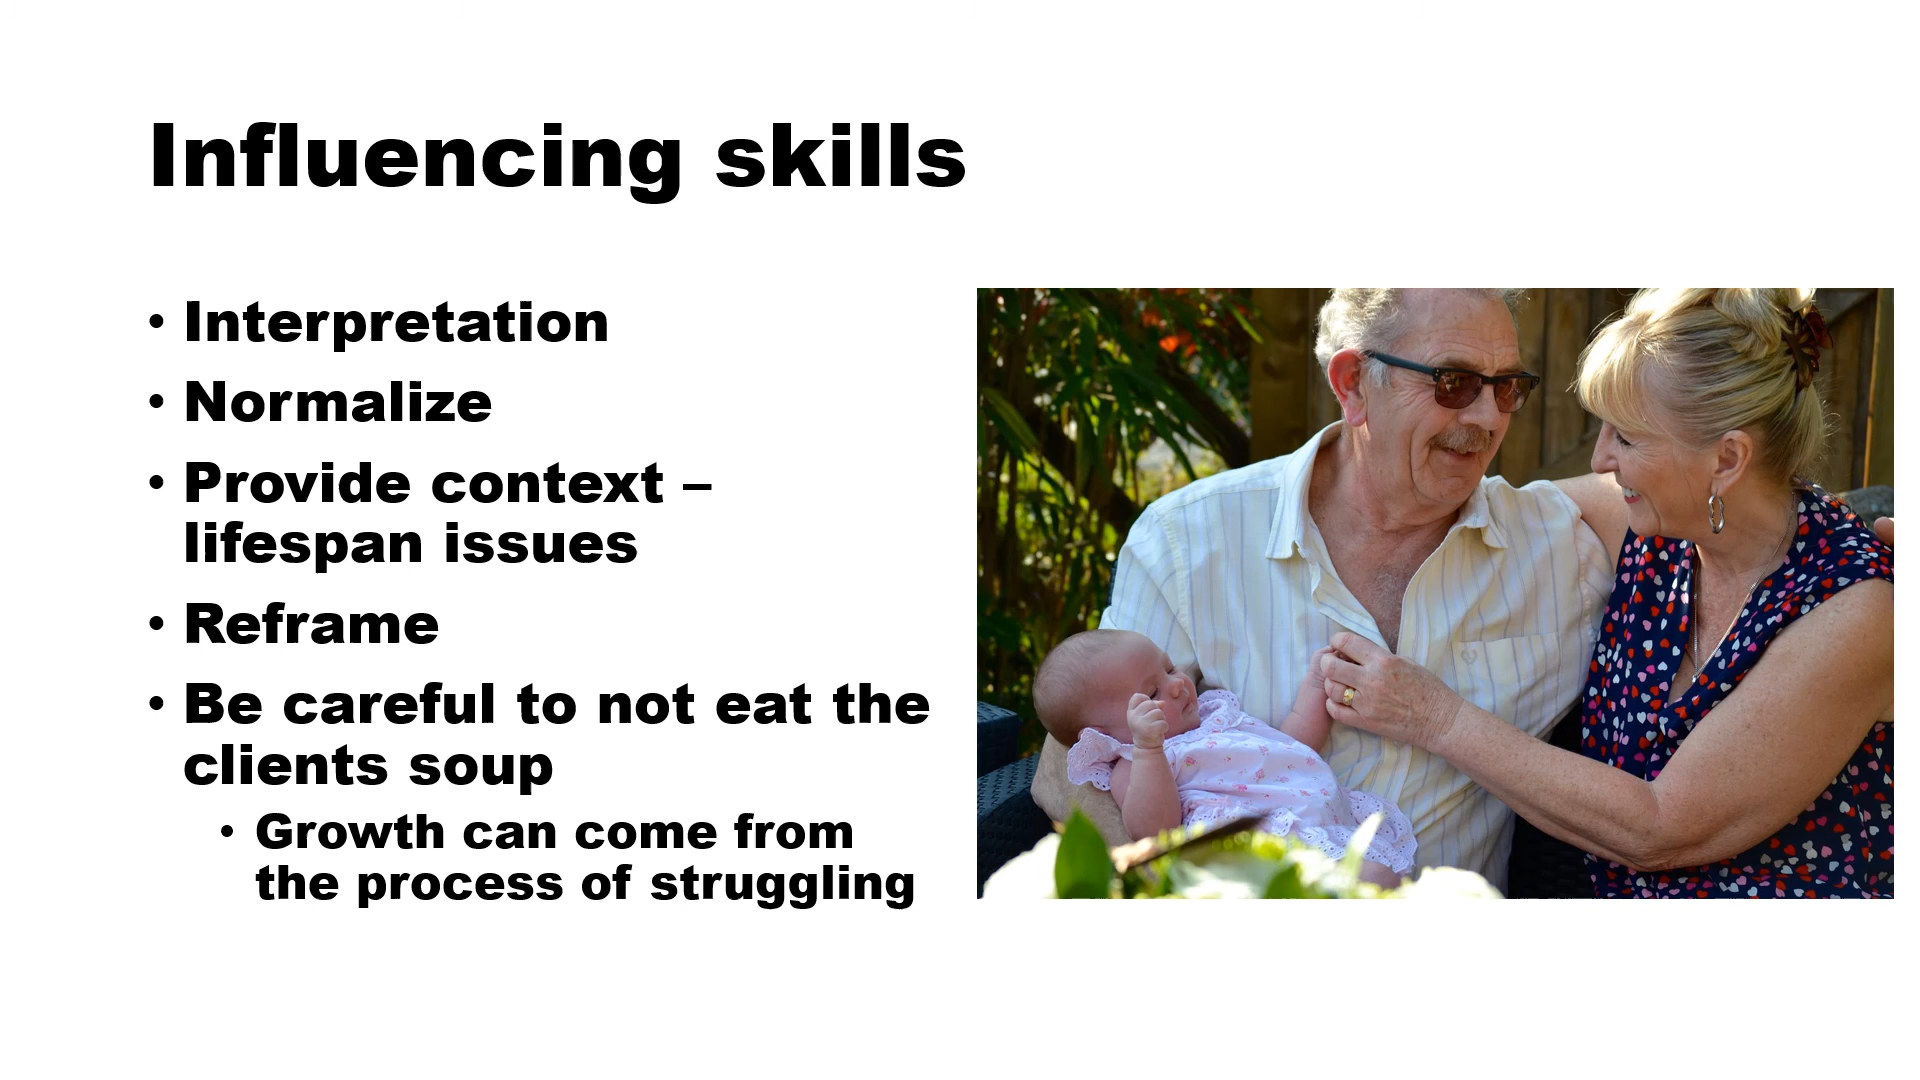 Influencing skills
• Interpretation
• Normalize
• Provide context –
lifespan issues
• Reframe
• Be careful to not eat the
clients soup
• Growth can come from
the process of struggling